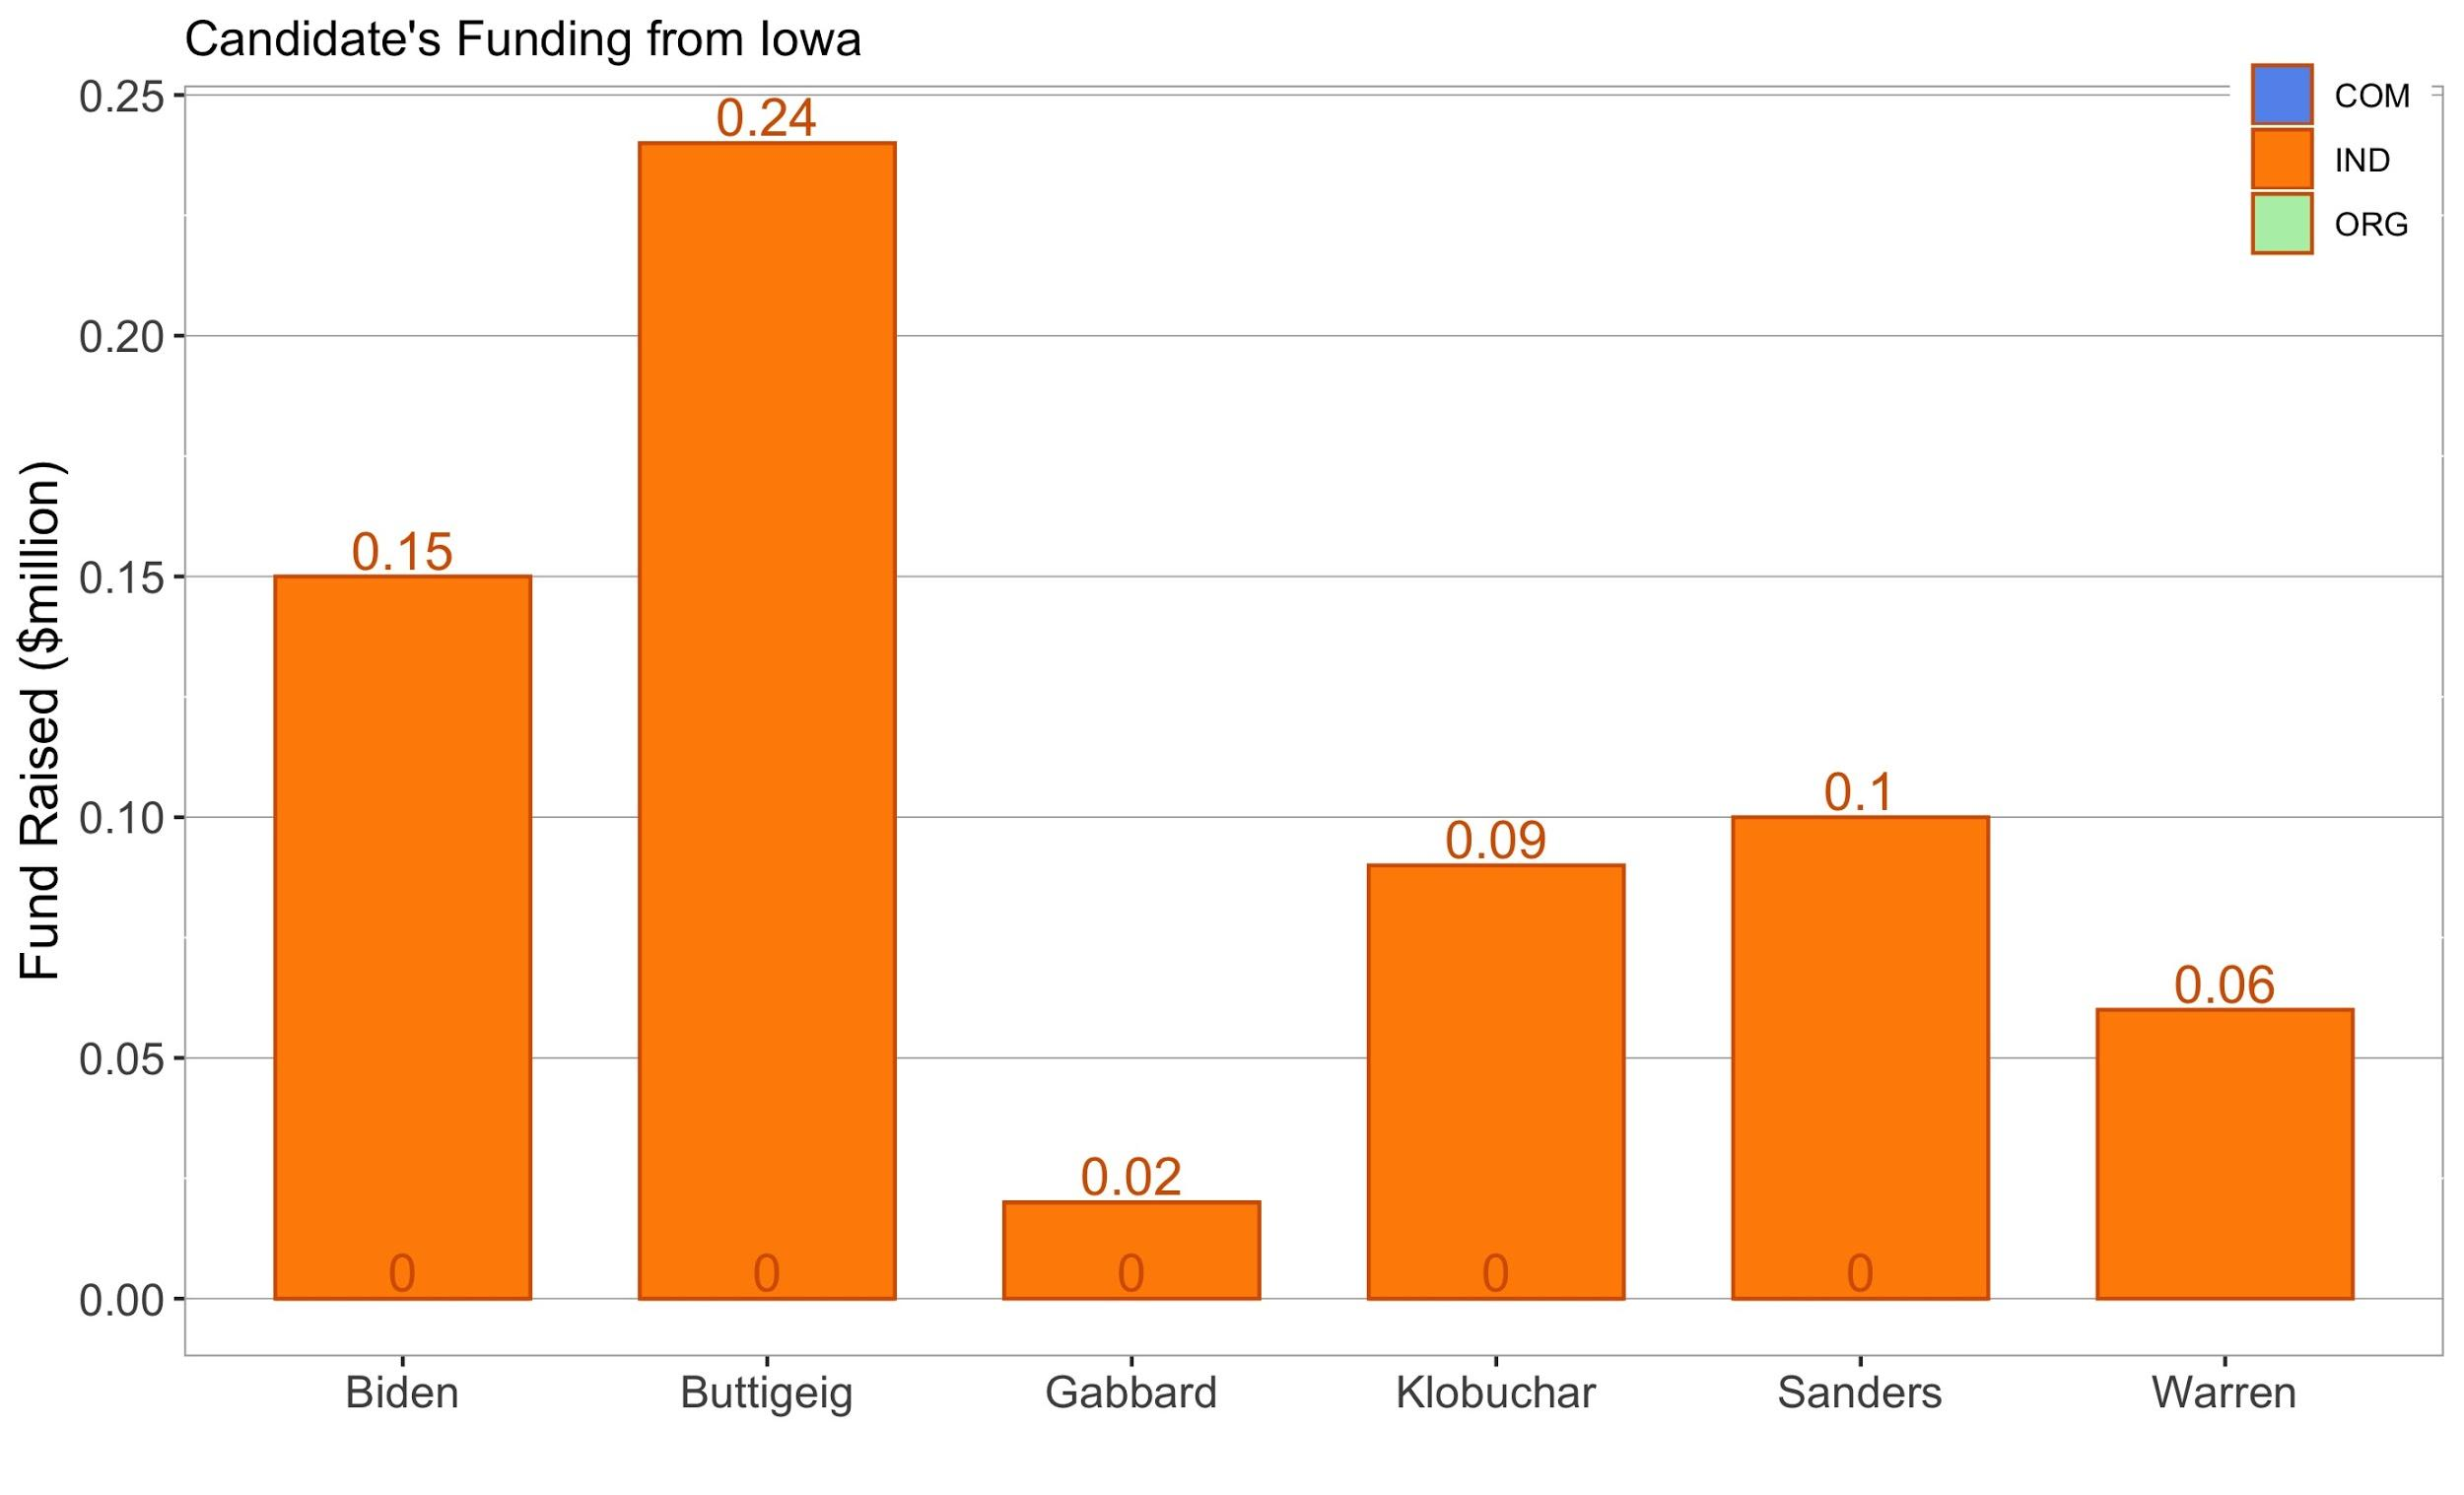 Candidate's Funding from Iowa
COM
IND
ORG
Fund Raised ($million)
0.25
0.20
0.15
0.10
0.05
0.00
0.15
0.24
0.02
0.09
0.1
0.06
0
0
0
0
0
Biden
Buttigeig
Gabbard
Klobuchar
Sanders
Warren